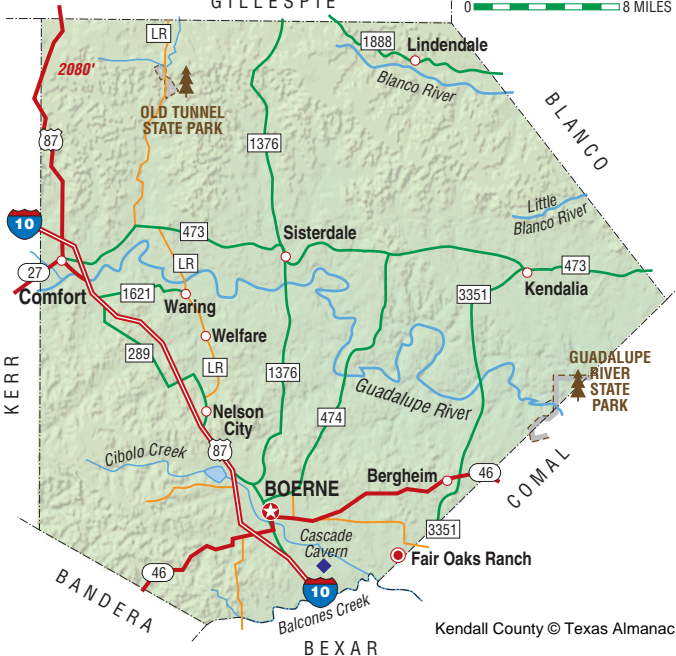 GILLESPIE
0 8 MILES
LR
1888
Lindendale
2080'
Blanco River
OLD TUNNEL
STATE PARK
BLANCO
87
1376
Little
Blanco River
10
473
Sisterdale
27
LR
473
Comfort
1621
Waring
3351
Kendalia
Welfare
289
LR
1376
GUADALUPE
RIVER
STATE
PARK
KERR
Guadalupe River
Nelson
City
474
87
Cibolo Creek
Bergheim
46
COMAL
BOERNE
3351
Cascade
Cavern
Fair Oaks Ranch
46
10
BANDERA
Balcones Creek
BEXAR
Kendall County © Texas Almanac